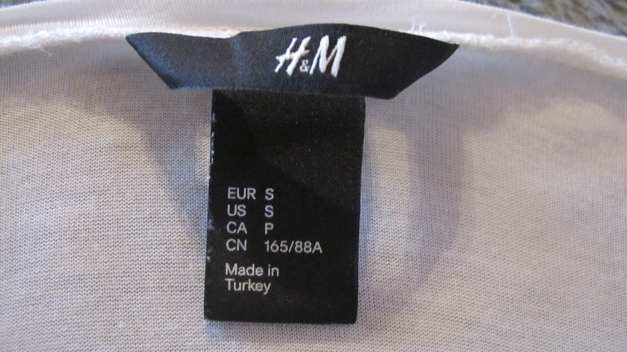 H&M
EUR S
US S
CA P
CN 165/88A
Made in
Turkey